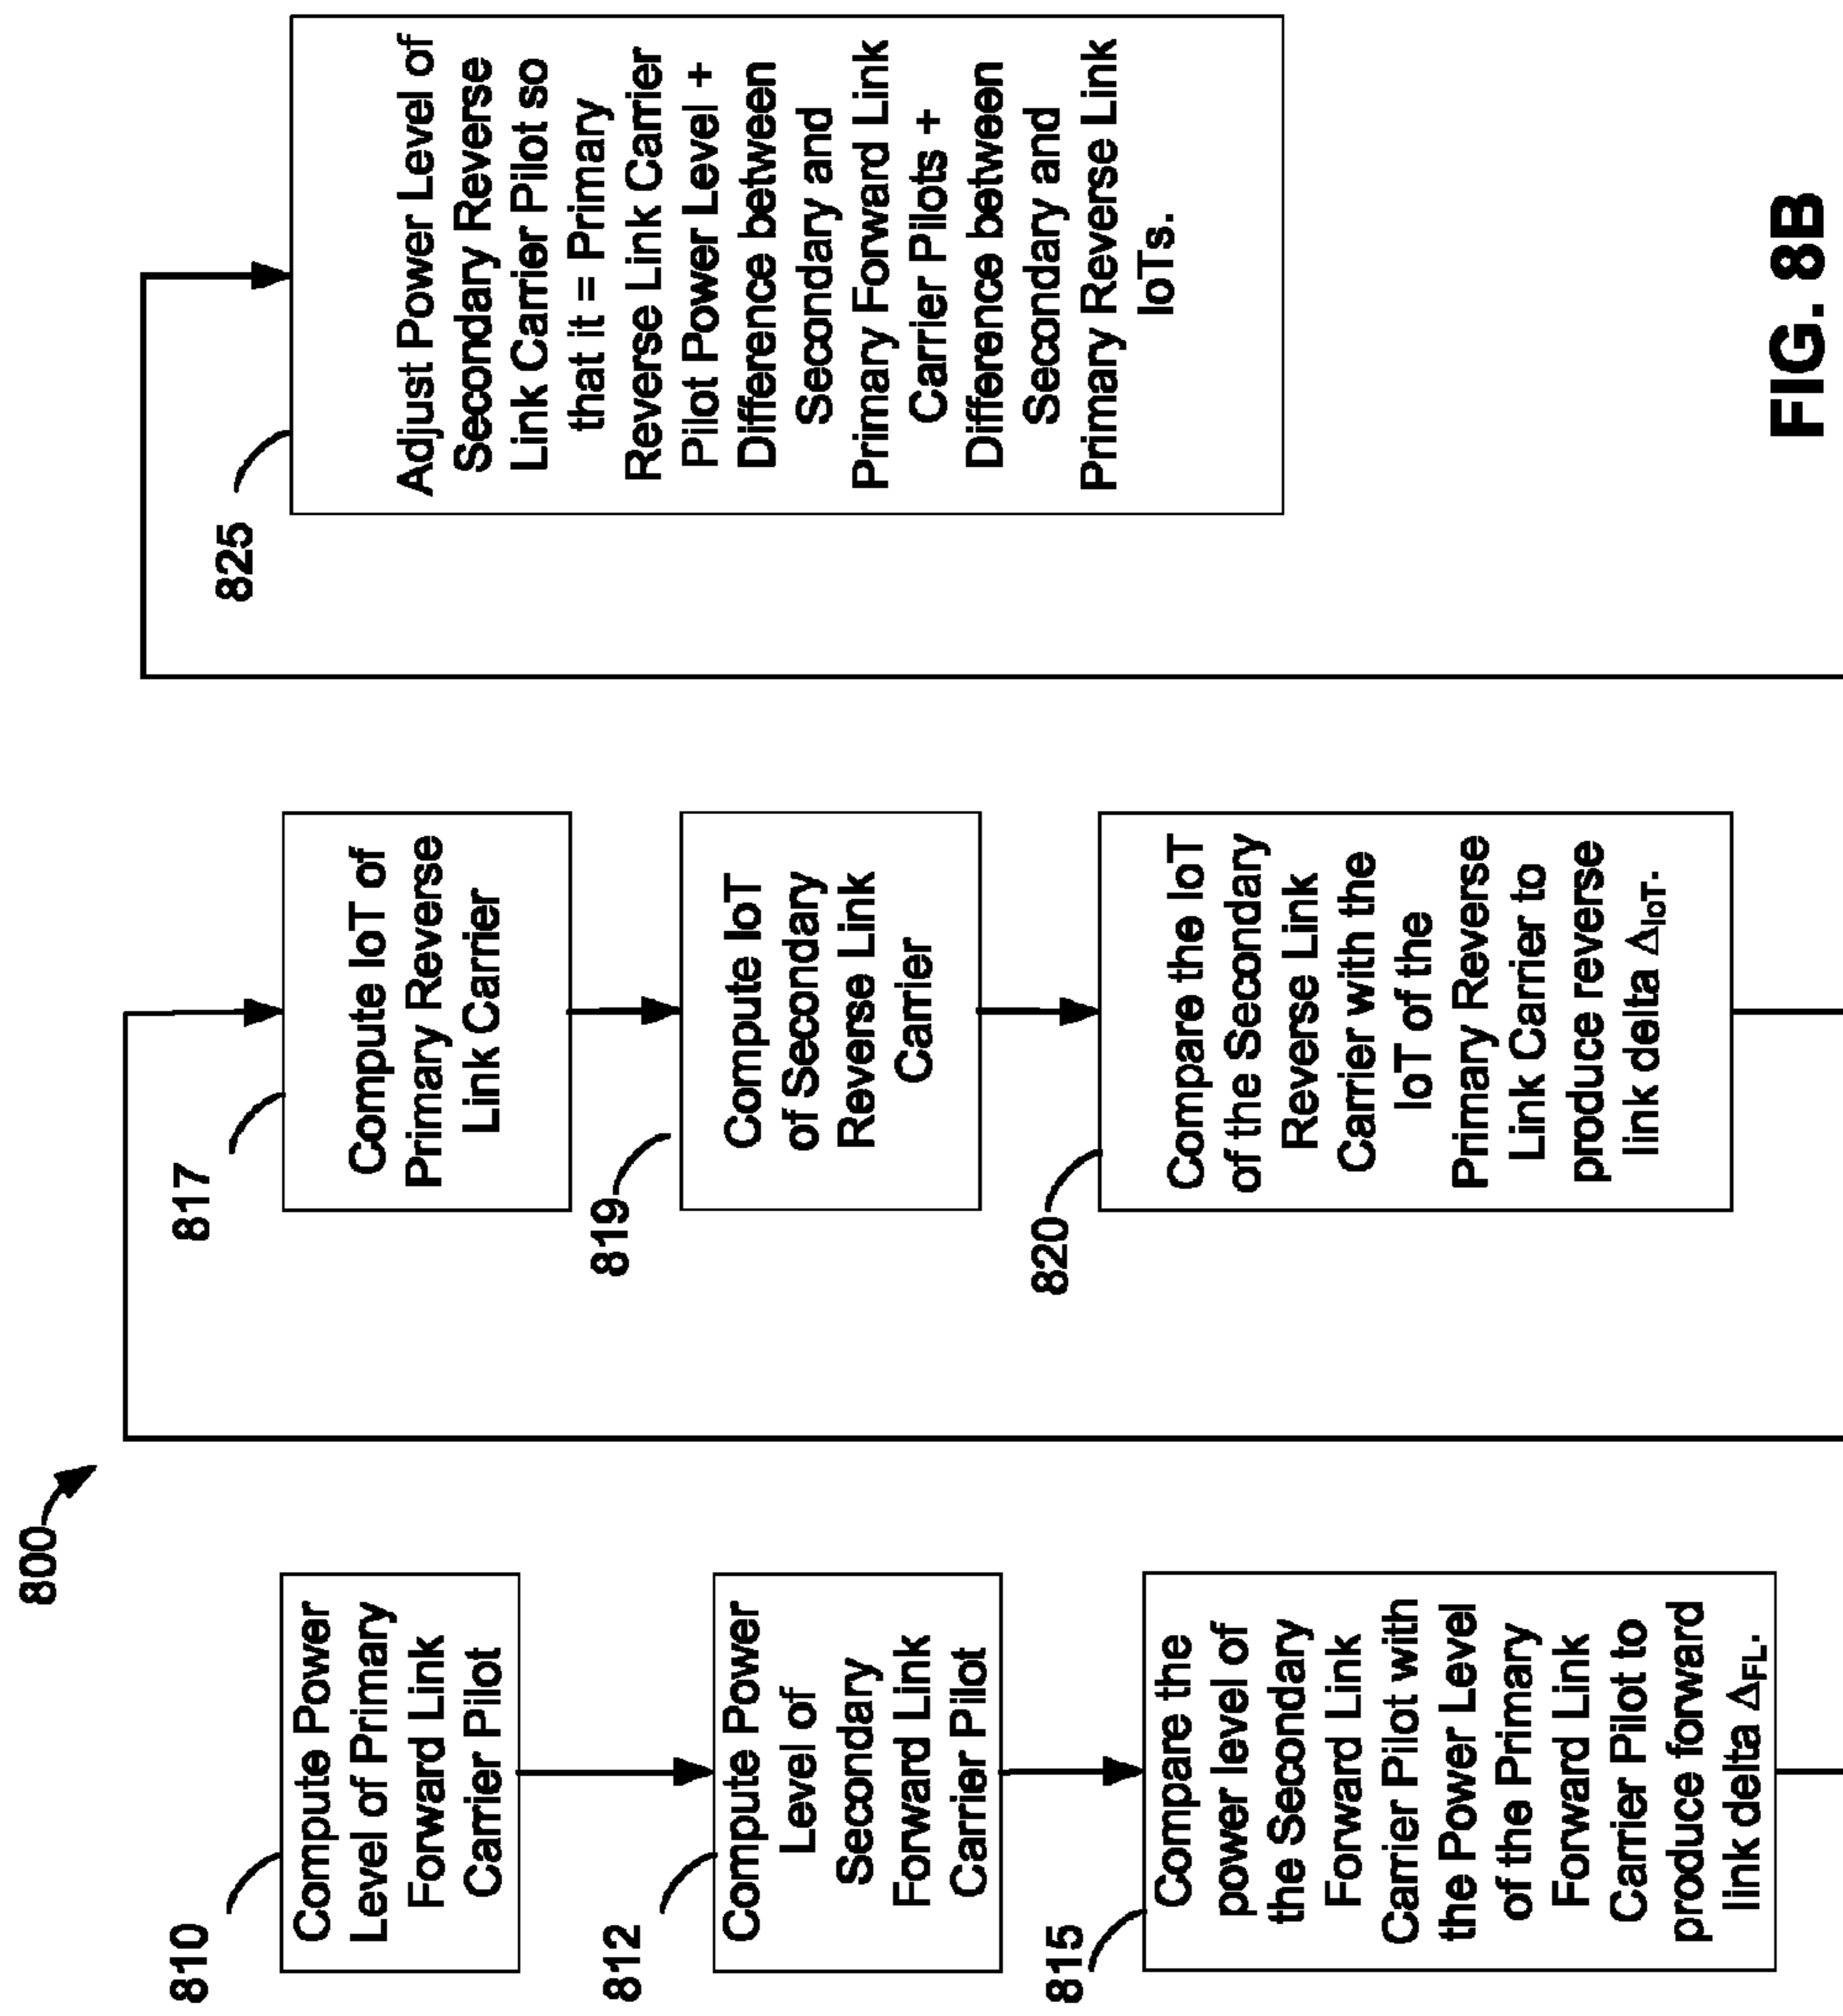 800
810
Compute Power
Level of Primary
Forward Link
Carrier Pilot
812
Compute Power
Level of
Secondary
Forward Link
Carrier Pilot
815
Compare the
power level of
the Secondary
Forward Link
Carrier Pilot with
the Power Level
of the Primary
Forward Link
Carrier Pilot to
produce forward
link delta ΔFL.
817
Compute IoT of
Primary Reverse
Link Carrier
819
Compute IoT
of Secondary
Reverse Link
Carrier
820
Compare the IoT
of the Secondary
Reverse Link
Carrier with the
IoT of the
Primary Reverse
Link Carrier to
produce reverse
link delta ΔIoT.
825
Adjust Power Level of
Secondary Reverse
Link Carrier Pilot so
that it = Primary
Reverse Link Carrier
Pilot Power Level +
Difference between
Secondary and
Primary Forward Link
Carrier Pilots +
Difference between
Secondary and
Primary Reverse Link
IoTs.
FIG. 8B